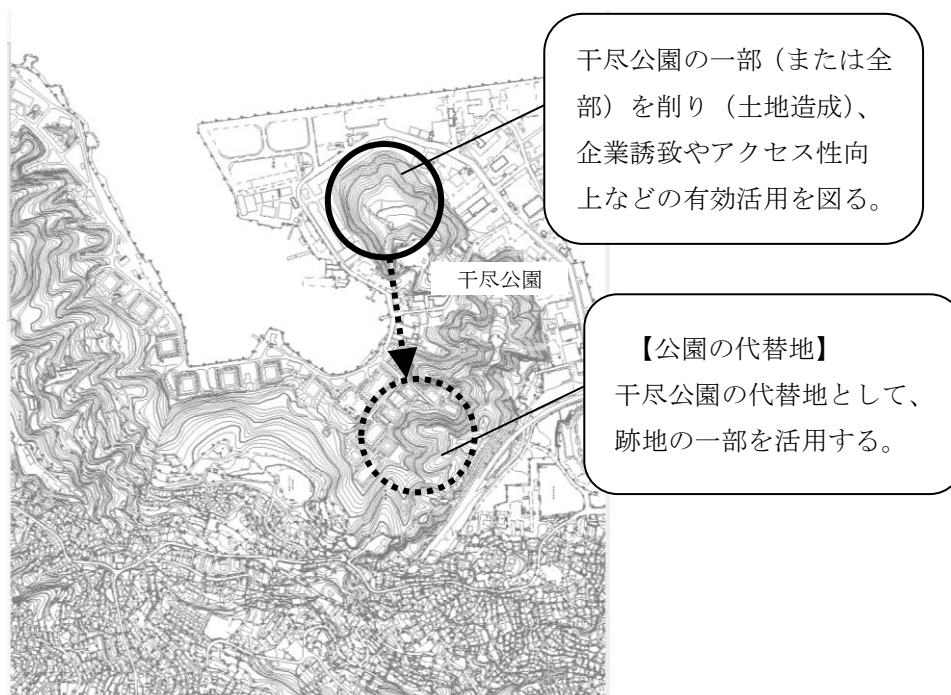 干尽公園の一部（または全
部）を削り（土地造成）、
企業誘致やアクセス性向
上などの有効活用を図る。
干尽公園
【公園の代替地】
干尽公園の代替地として、
跡地の一部を活用する。